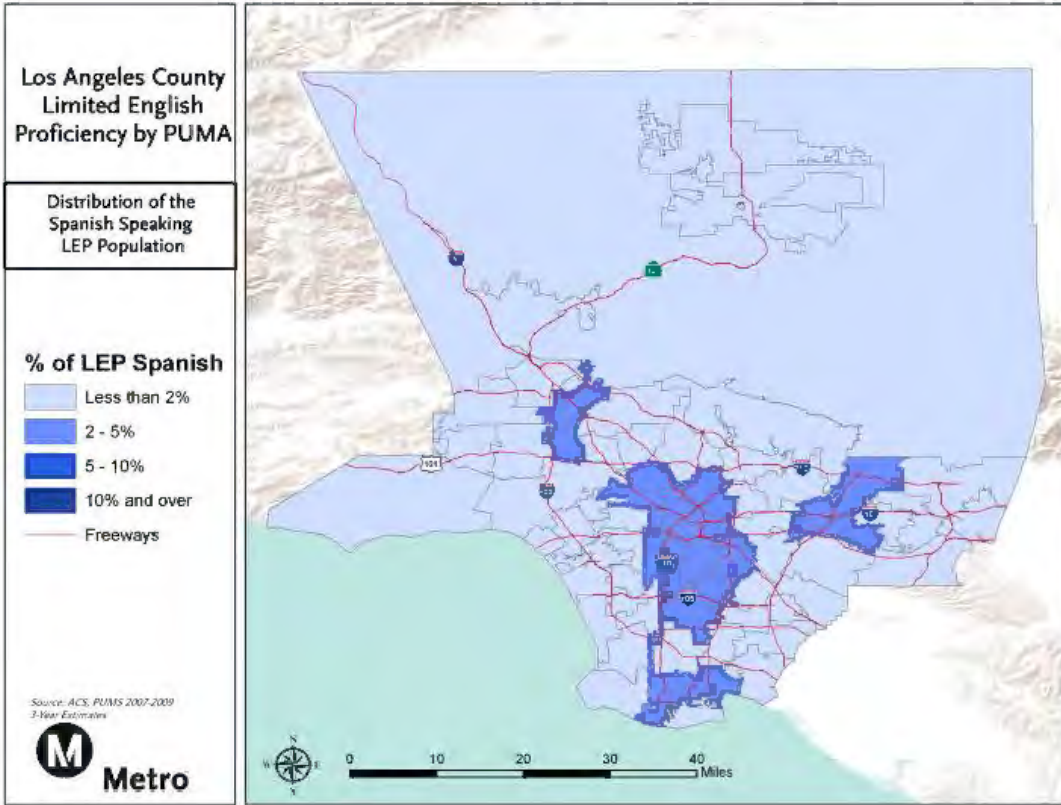 Los Angeles County
Limited English
Proficiency by PUMA
Distribution of the
Spanish Speaking
LEP Population
% of LEP Spanish
Less than 2%
2 - 5%
5 - 10%
10% and over
Freeways
Source: ACS, PUMS 2007-2009
3-Year Estimates
M
Metro
101
105
N
W E
S
0 10 20 30 40
Miles